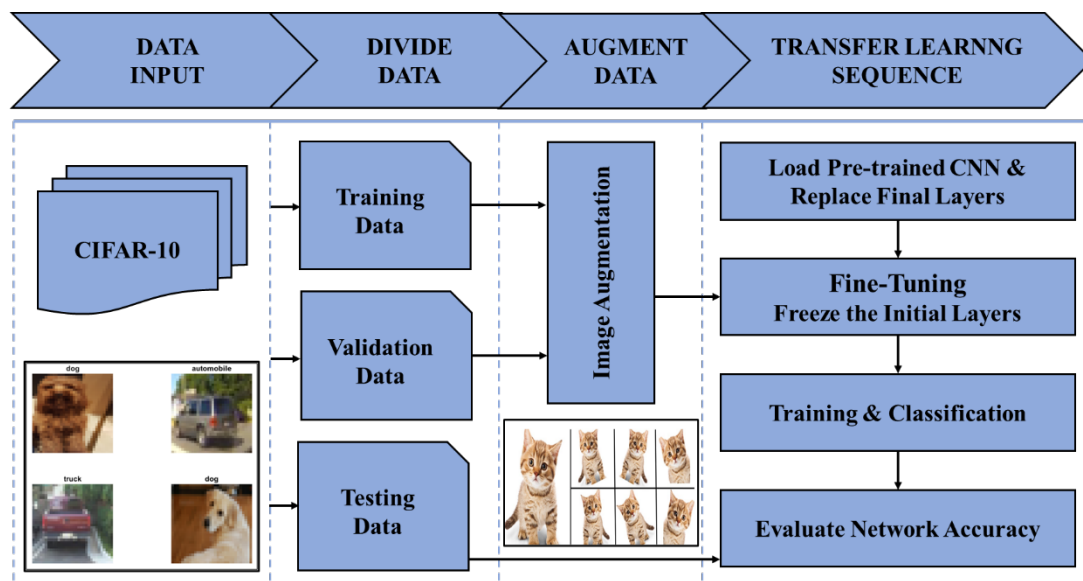 DATA
INPUT
DIVIDE
DATA
AUGMENT
DATA
TRANSFER LEARNNG
SEQUENCE
CIFAR-10
dog
automobile
truck
dog
Training
Data
Validation
Data
Testing
Data
Image Augmentation
Load Pre-trained CNN &
Replace Final Layers
Fine-Tuning
Freeze the Initial Layers
Training & Classification
Evaluate Network Accuracy